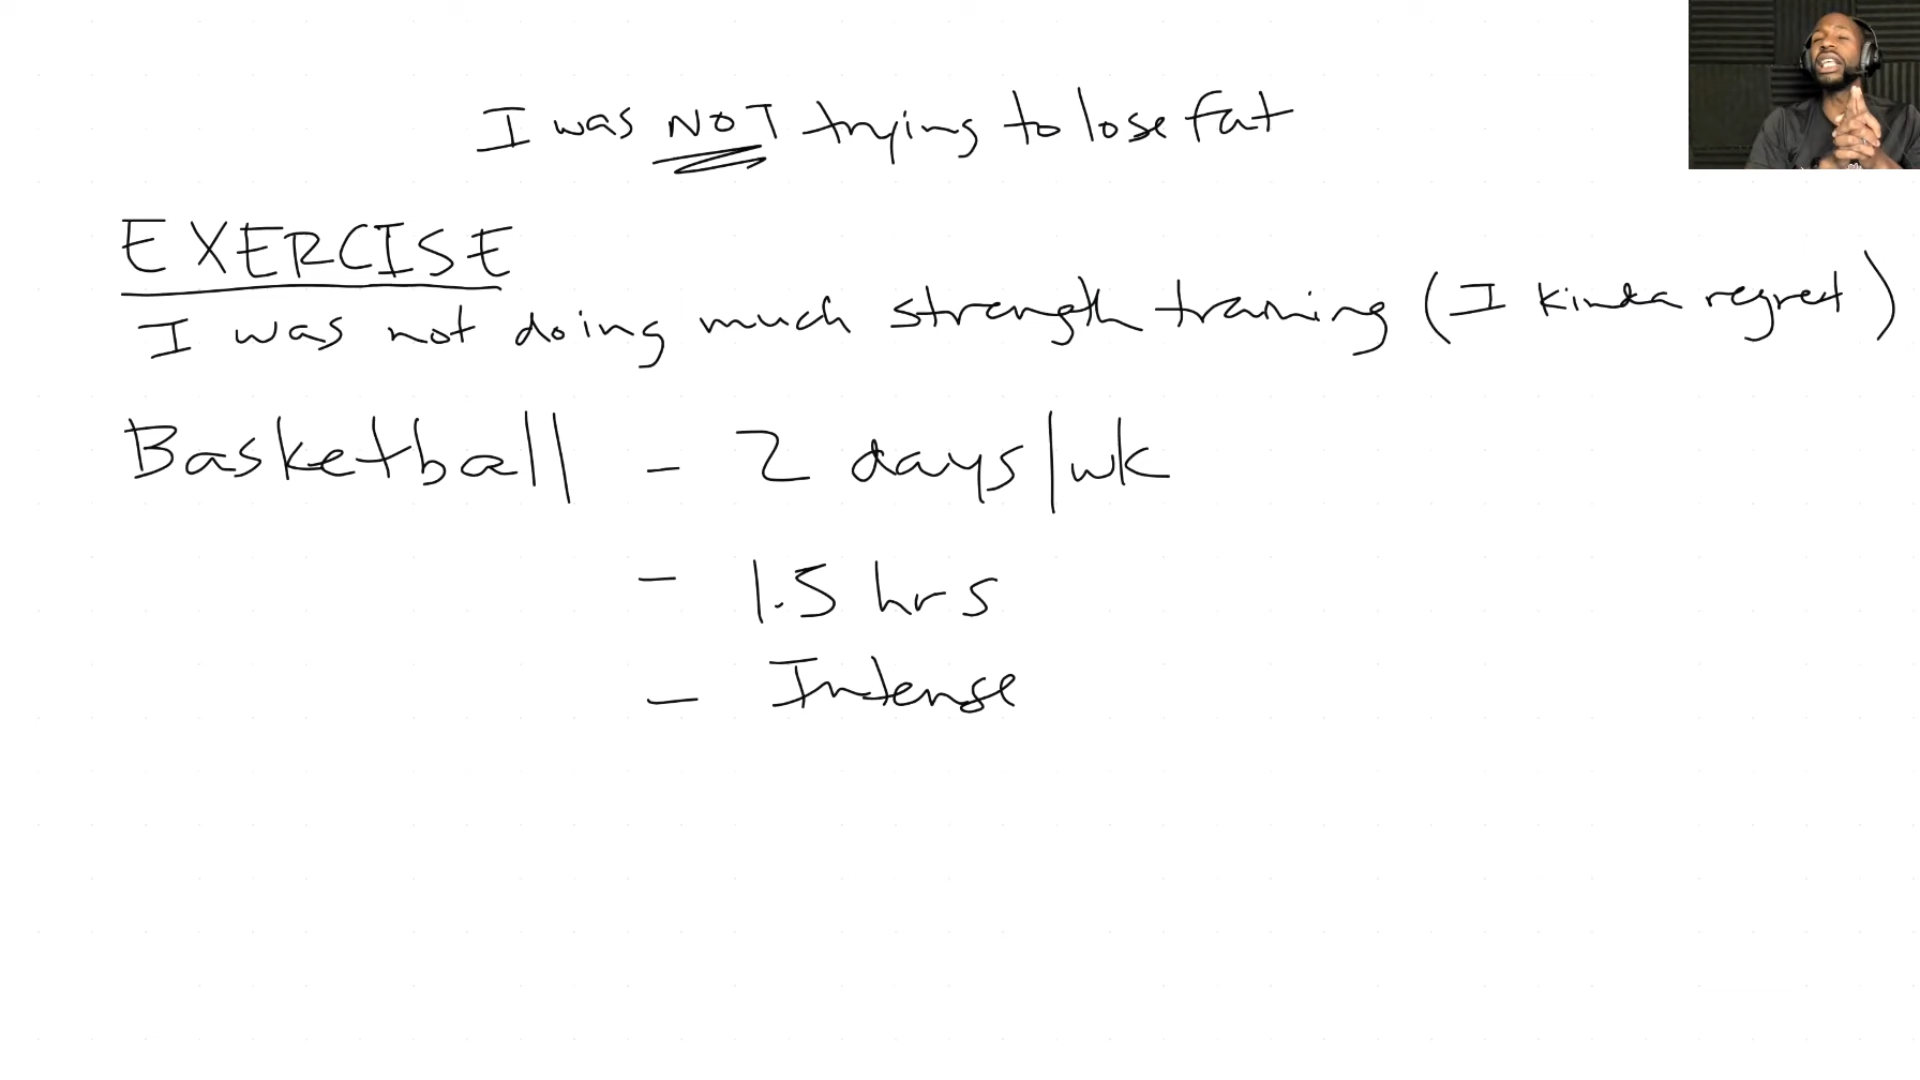 I was NOT trying to lose fat
EXERCISE
I was not doing much strength training (I kinda regret)
Basketball - 2 days/wk
- 1.5 hrs
- Intense